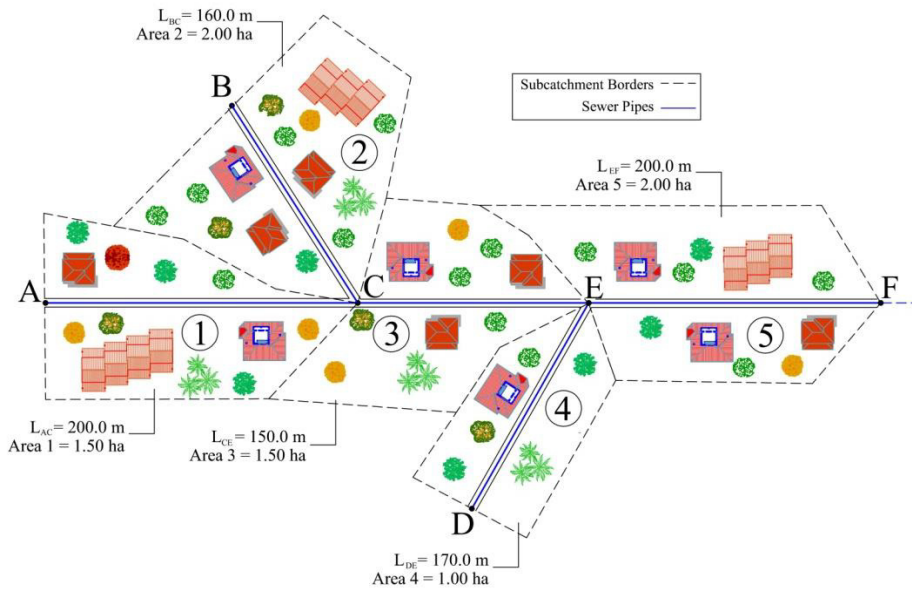 L_BC = 160.0 m
Area 2 = 2.00 ha
B
Subcatchment Borders
Sewer Pipes
2
L_EF = 200.0 m
Area 5 = 2.00 ha
A
C
E
F
1
3
5
4
L_AC = 200.0 m
Area 1 = 1.50 ha
L_CE = 150.0 m
Area 3 = 1.50 ha
D
L_DE = 170.0 m
Area 4 = 1.00 ha